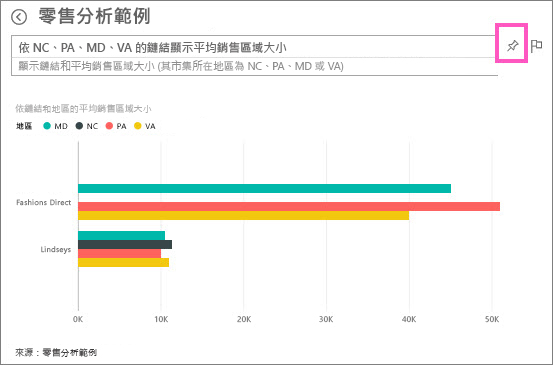 零售分析範例
依 NC、PA、MD、VA 的鏈結顯示平均銷售區域大小
顯示鏈結和平均銷售區域大小 (其市集所在地區為 NC、PA、MD 或 VA)
依鏈結和地區的平均銷售區域大小
地區 MD NC PA VA
Fashions Direct
Lindseys
0K 10K 20K 30K 40K 50K
來源：零售分析範例